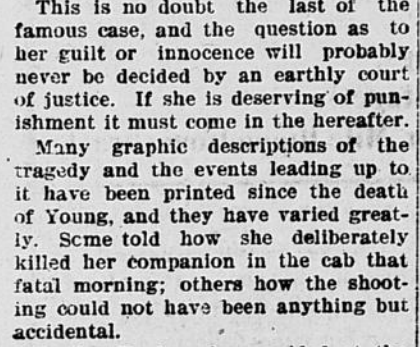 This is no doubt the last of the
famous case, and the question as to
her guilt or innocence will probably
never be decided by an earthly court
of justice. If she is deserving of pun-
ishment it must come in the hereafter.
Many graphic descriptions of the
tragedy and the events leading up to
it have been printed since the death
of Young, and they have varied great-
ly. Some told how she deliberately
killed her companion in the cab that
fatal morning; others how the shoot-
ing could not have been anything but
accidental.